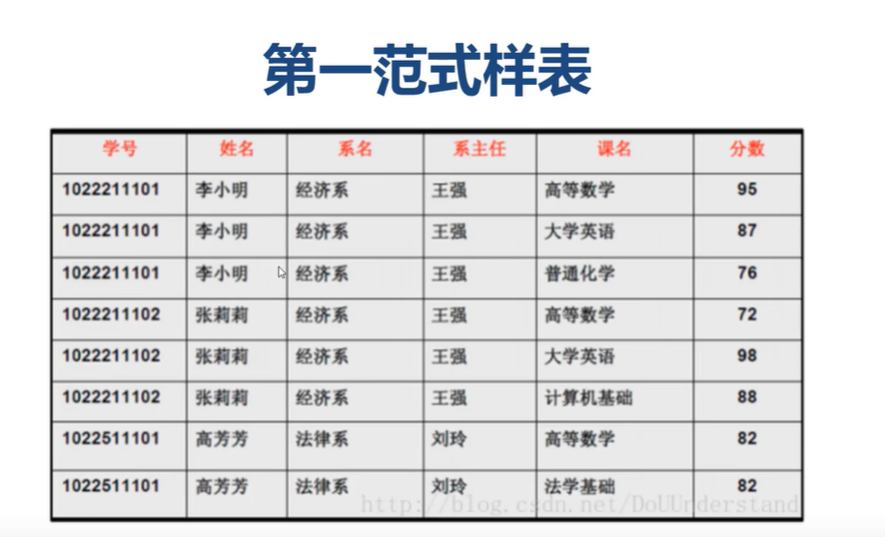 第一范式样表
学号 姓名 系名 系主任 课名 分数
1022211101 李小明 经济系 王强 高等数学 95
1022211101 李小明 经济系 王强 大学英语 87
1022211101 李小明 经济系 王强 普通化学 76
1022211102 张莉莉 经济系 王强 高等数学 72
1022211102 张莉莉 经济系 王强 大学英语 98
1022211102 张莉莉 经济系 王强 计算机基础 88
1022511101 高芳芳 法律系 刘玲 高等数学 82
1022511101 高芳芳 法律系 刘玲 法学基础 82
http://blog.csdn.net/DoUUnderstand